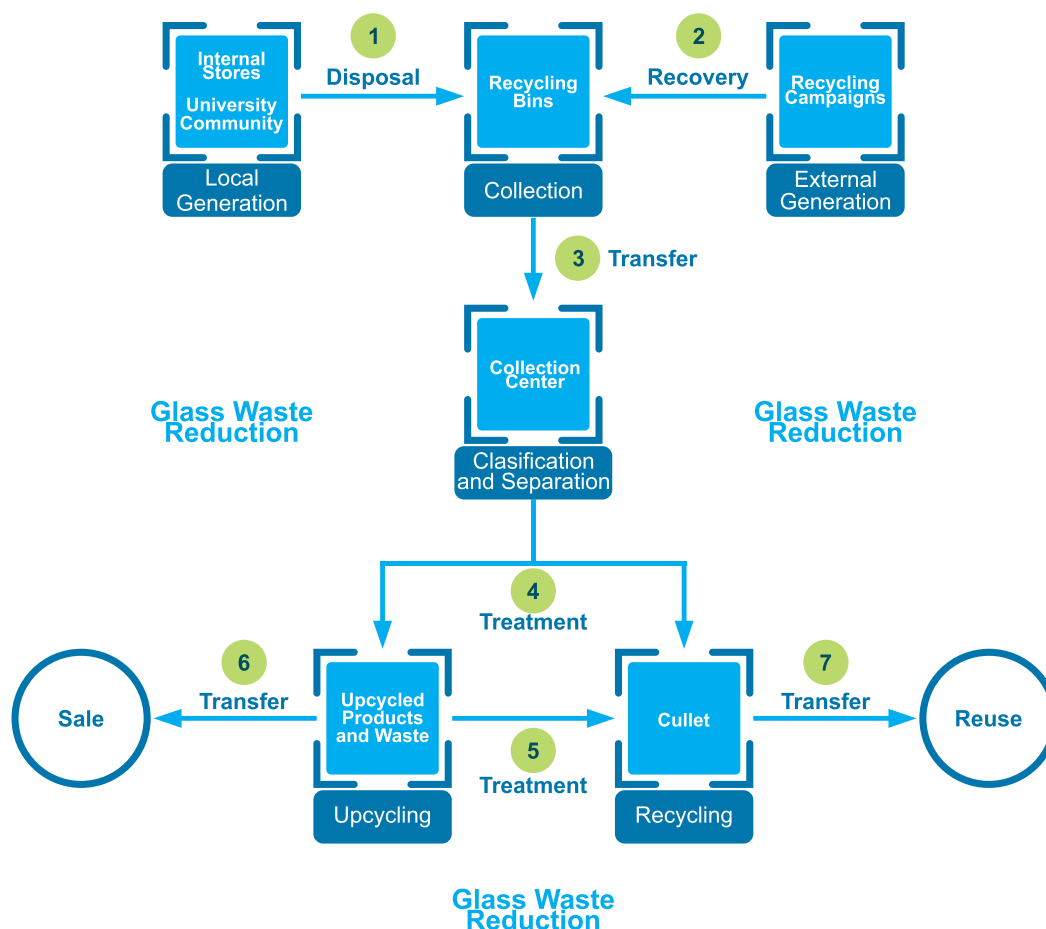 1
Disposal
2
Recovery
Internal
Stores
University
Community
Recycling
Bins
Recycling
Campaigns
Local
Generation
Collection
External
Generation
3
Transfer
Collection
Center
Glass Waste
Reduction
Glass Waste
Reduction
Clasification
and Separation
4
Treatment
6
Transfer
7
Transfer
Sale
Upcycled
Products
and Waste
Cullet
Reuse
5
Treatment
Upcycling
Recycling
Glass Waste
Reduction